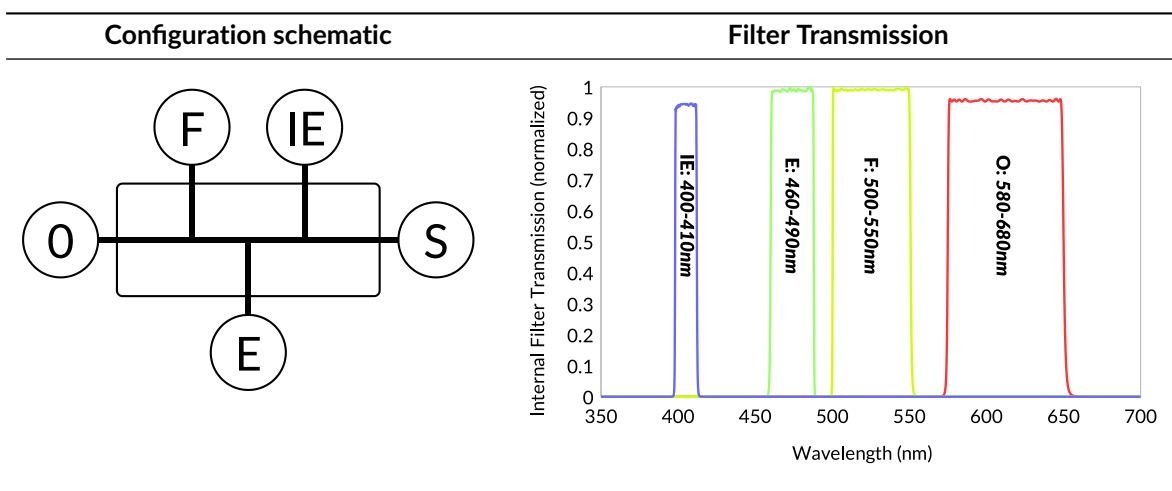 Configuration schematic
Filter Transmission
F
IE
0
S
E
Internal Filter Transmission (normalized)
1
0.9
0.8
0.7
0.6
0.5
0.4
0.3
0.2
0.1
0
IE: 400-410nm
E: 460-490nm
F: 500-550nm
O: 580-680nm
350
400
450
500
550
600
650
700
Wavelength (nm)